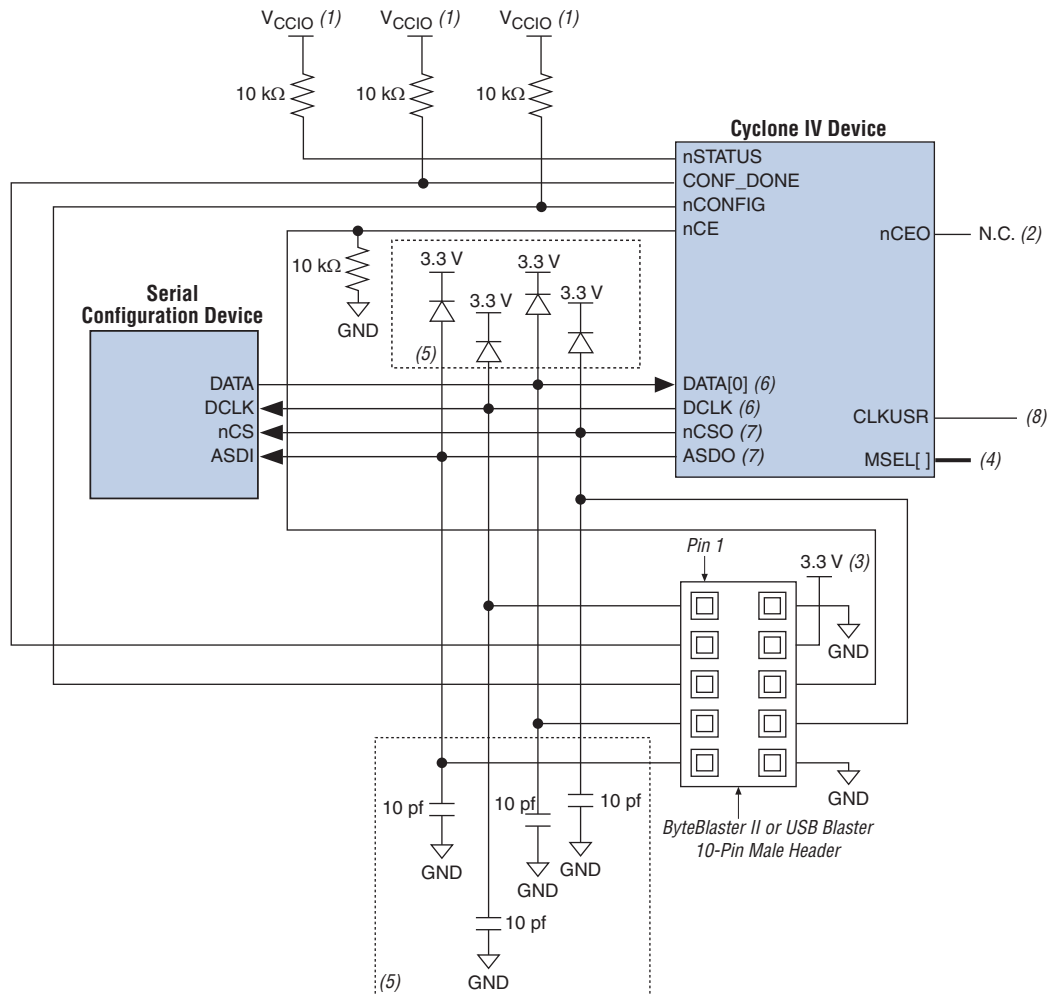 VCCIO (1) VCCIO (1) VCCIO (1)
10 kΩ 10 kΩ 10 kΩ
Cyclone IV Device
nSTATUS
CONF_DONE
nCONFIG
nCE
nCEO N.C. (2)
10 kΩ
GND
3.3 V 3.3 V
3.3 V 3.3 V
(5)
Serial
Configuration Device
DATA
DCLK
nCS
ASDI
DATA[0] (6)
DCLK (6)
nCSO (7)
ASDO (7)
CLKUSR (8)
MSEL[ ] (4)
Pin 1
3.3 V (3)
GND
GND
10 pf 10 pf 10 pf
GND GND GND
10 pf
GND
(5)
ByteBlaster II or USB Blaster
10-Pin Male Header